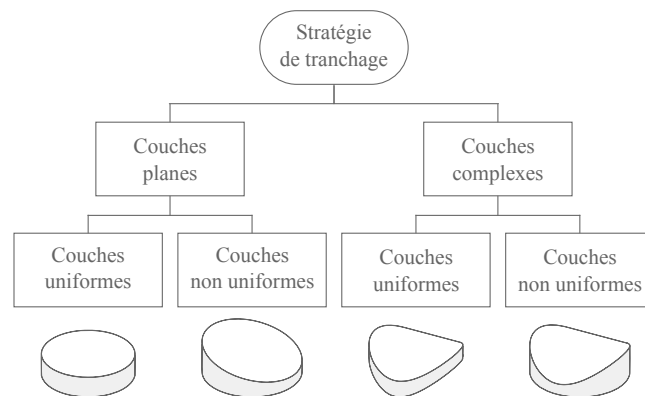 Stratégie
de tranchage
Couches
planes
Couches
complexes
Couches
uniformes
Couches
non uniformes
Couches
uniformes
Couches
non uniformes